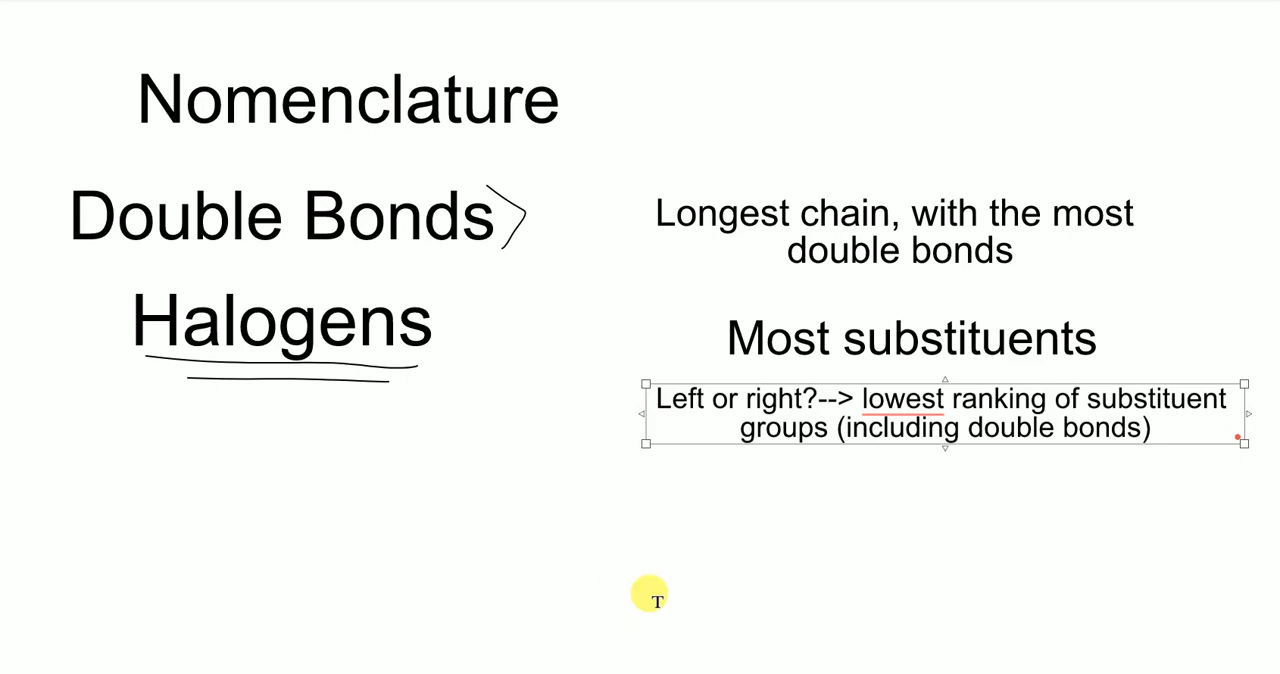 Nomenclature
Double Bonds
Halogens
Longest chain, with the most
double bonds
Most substituents
Left or right?--> lowest ranking of substituent
groups (including double bonds)